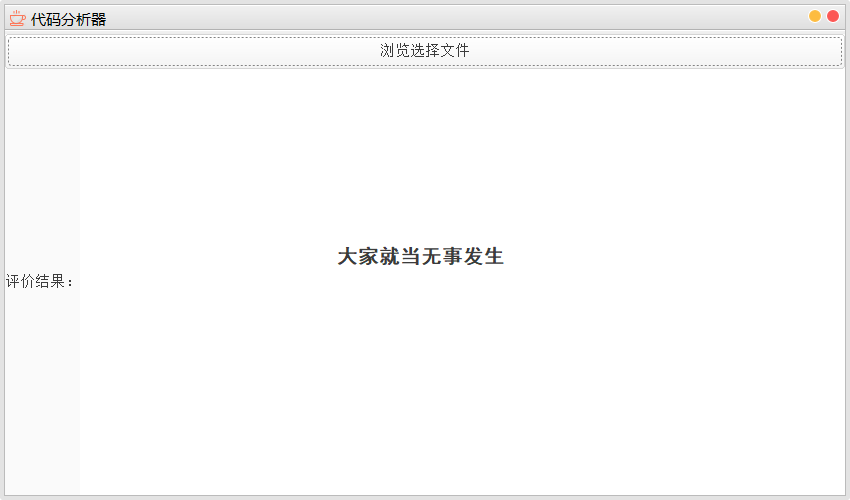 代码分析器
浏览选择文件
大家就当无事发生
评价结果：